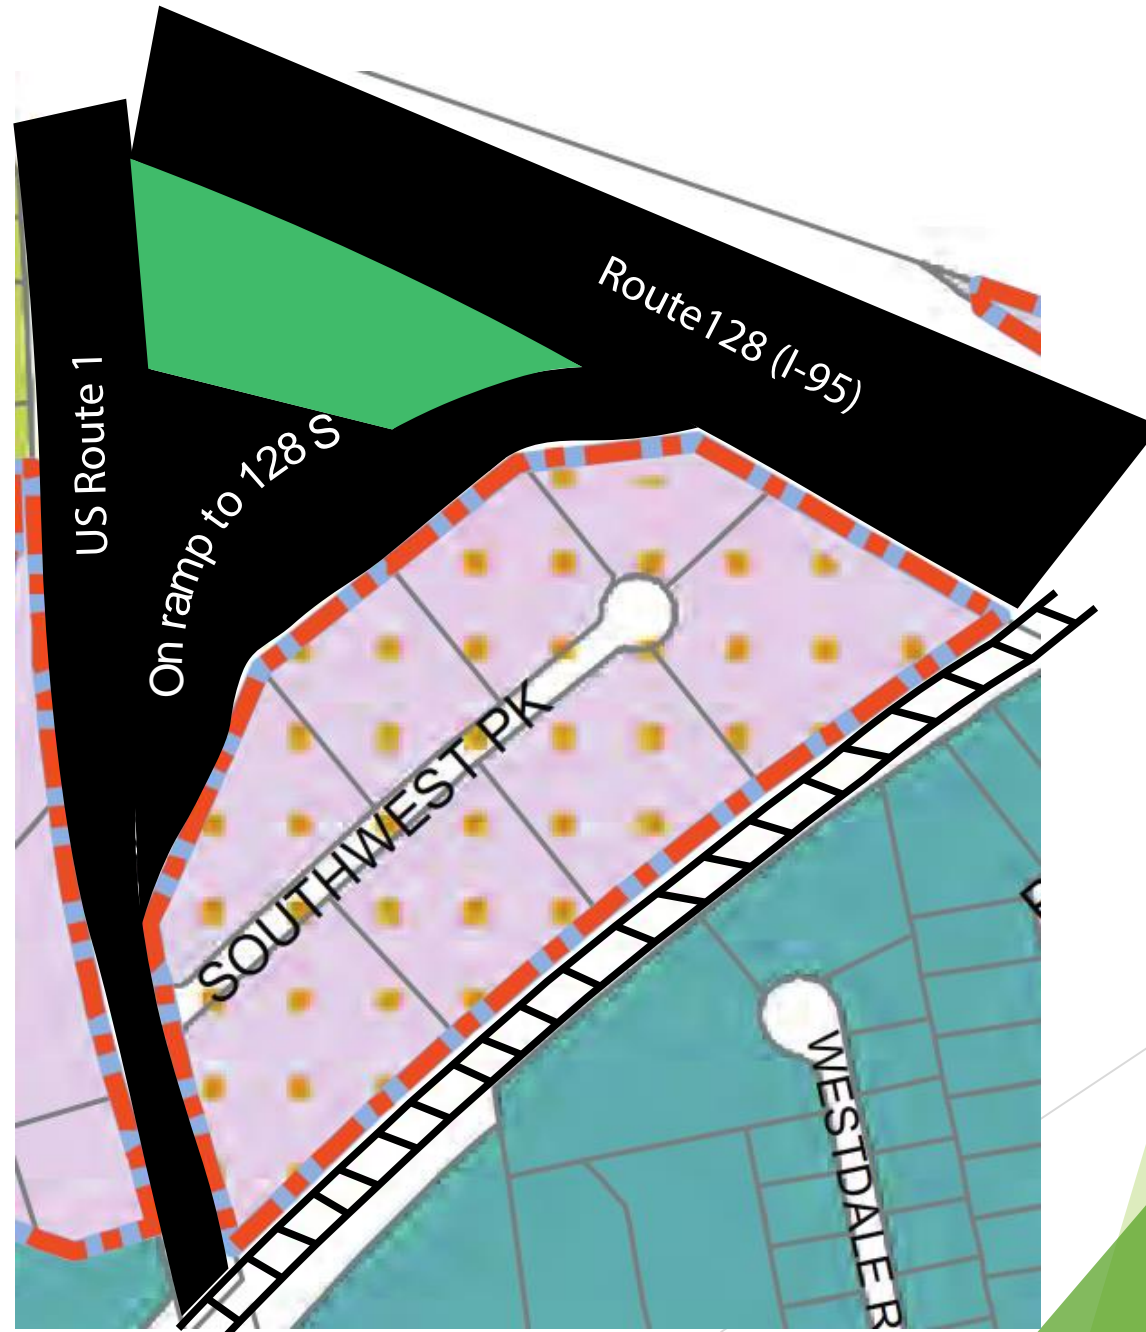 Route128 (I-95)
US Route 1
On ramp to 128 S
SOUTHWEST PK
WESTDALE R